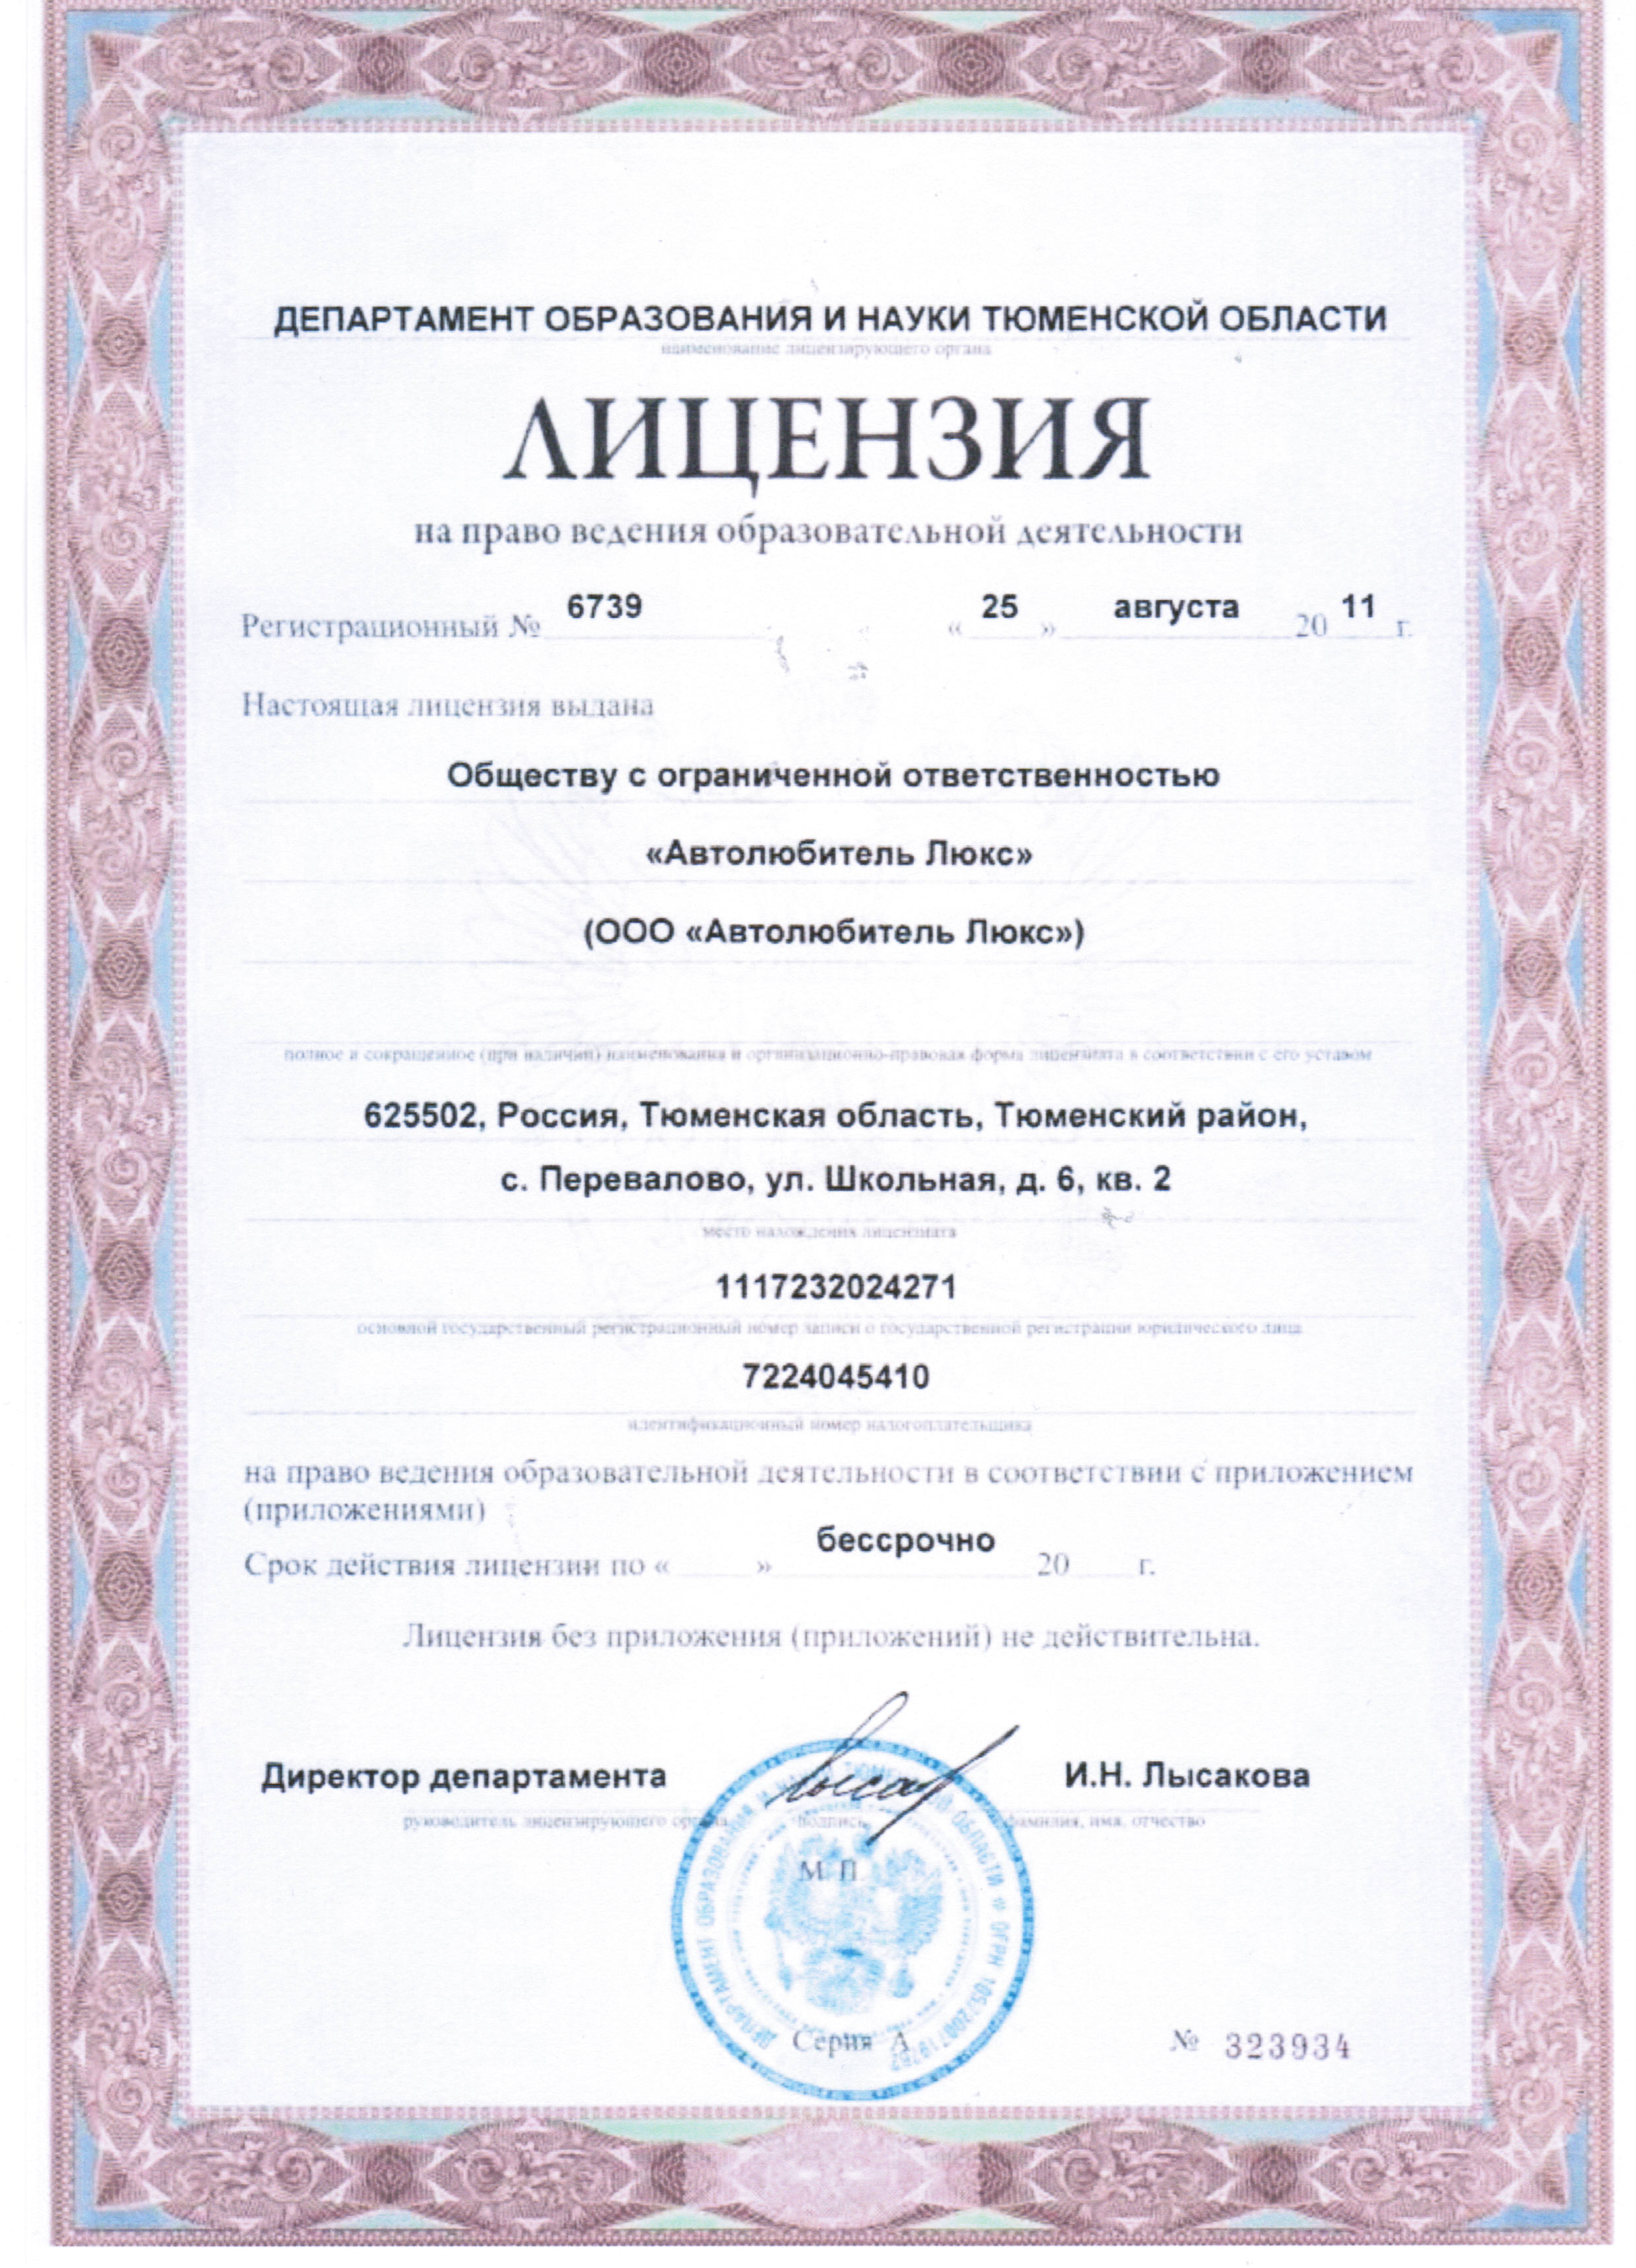 ДЕПАРТАМЕНТ ОБРАЗОВАНИЯ И НАУКИ ТЮМЕНСКОЙ ОБЛАСТИ
наименование лицензирующего органа
ЛИЦЕНЗИЯ
на право ведения образовательной деятельности
Регистрационный № 6739 « 25 » августа 20 11 г.
Настоящая лицензия выдана
Обществу с ограниченной ответственностью
«Автолюбитель Люкс»
(ООО «Автолюбитель Люкс»)
полное и сокращенное (при наличии) наименования и организационно-правовая форма лицензиата в соответствии с его уставом
625502, Россия, Тюменская область, Тюменский район,
с. Перевалово, ул. Школьная, д. 6, кв. 2
место нахождения лицензиата
1117232024271
основной государственный регистрационный номер записи о государственной регистрации юридического лица
7224045410
идентификационный номер налогоплательщика
на право ведения образовательной деятельности в соответствии с приложением
(приложениями)
Срок действия лицензии по « » бессрочно 20 г.
Лицензия без приложения (приложений) не действительна.
Директор департамента И.Н. Лысакова
руководитель лицензирующего органа подпись фамилия, имя, отчество
М П
ДЕПАРТАМЕНТ ОБРАЗОВАНИЯ И НАУКИ ТЮМЕНСКОЙ ОБЛАСТИ * ОГРН
Серия А № 323934